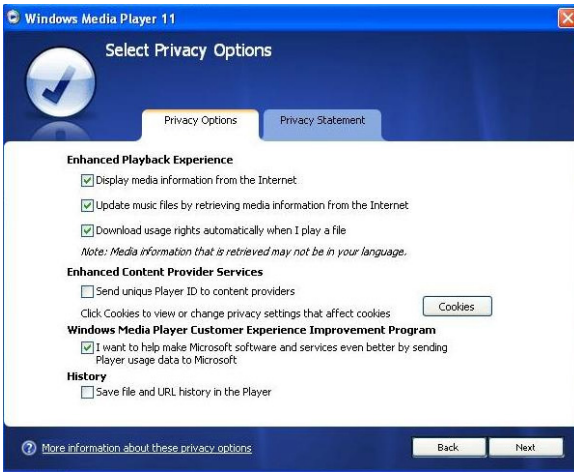 Windows Media Player 11
Select Privacy Options
Privacy Options
Privacy Statement
Enhanced Playback Experience
Display media information from the Internet
Update music files by retrieving media information from the Internet
Download usage rights automatically when I play a file
Note: Media information that is retrieved may not be in your language.
Enhanced Content Provider Services
Send unique Player ID to content providers
Click Cookies to view or change privacy settings that affect cookies
Cookies
Windows Media Player Customer Experience Improvement Program
I want to help make Microsoft software and services even better by sending
Player usage data to Microsoft
History
Save file and URL history in the Player
More information about these privacy options
Back
Next